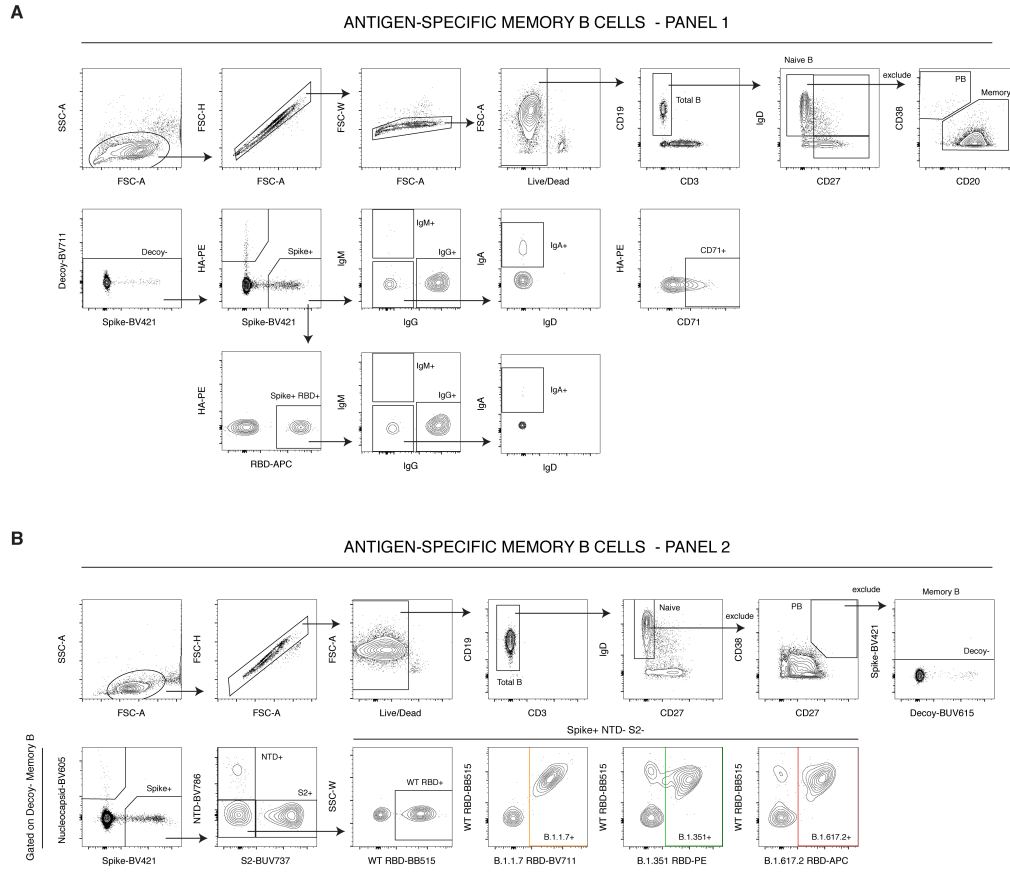 A
ANTIGEN-SPECIFIC MEMORY B CELLS - PANEL 1
SSC-A
FSC-A
FSC-H
FSC-A
FSC-W
FSC-A
FSC-A
Live/Dead
CD19
Total B
CD3
Naive B
IgD
CD27
exclude
CD38
PB
Memory
CD20
Decoy-BV711
Decoy-
Spike-BV421
HA-PE
Spike+
Spike-BV421
IgM
IgM+
IgG+
IgG
IgA
IgA+
IgD
HA-PE
CD71+
CD71
HA-PE
Spike+ RBD+
RBD-APC
IgM
IgM+
IgG+
IgG
IgA
IgA+
IgD
B
ANTIGEN-SPECIFIC MEMORY B CELLS - PANEL 2
SSC-A
FSC-A
FSC-H
FSC-A
FSC-A
Live/Dead
CD19
Total B
CD3
IgD
Naive
CD27
exclude
CD38
PB
CD27
exclude
Memory B
Spike-BV421
Decoy-
Decoy-BUV615
Gated on Decoy- Memory B
Nucleocapsid-BV605
Spike+
Spike-BV421
NTD-BV786
NTD+
S2+
S2-BUV737
Spike+ NTD- S2-
SSC-W
WT RBD+
WT RBD-BB515
WT RBD-BB515
B.1.1.7+
B.1.1.7 RBD-BV711
WT RBD-BB515
B.1.351+
B.1.351 RBD-PE
WT RBD-BB515
B.1.617.2+
B.1.617.2 RBD-APC